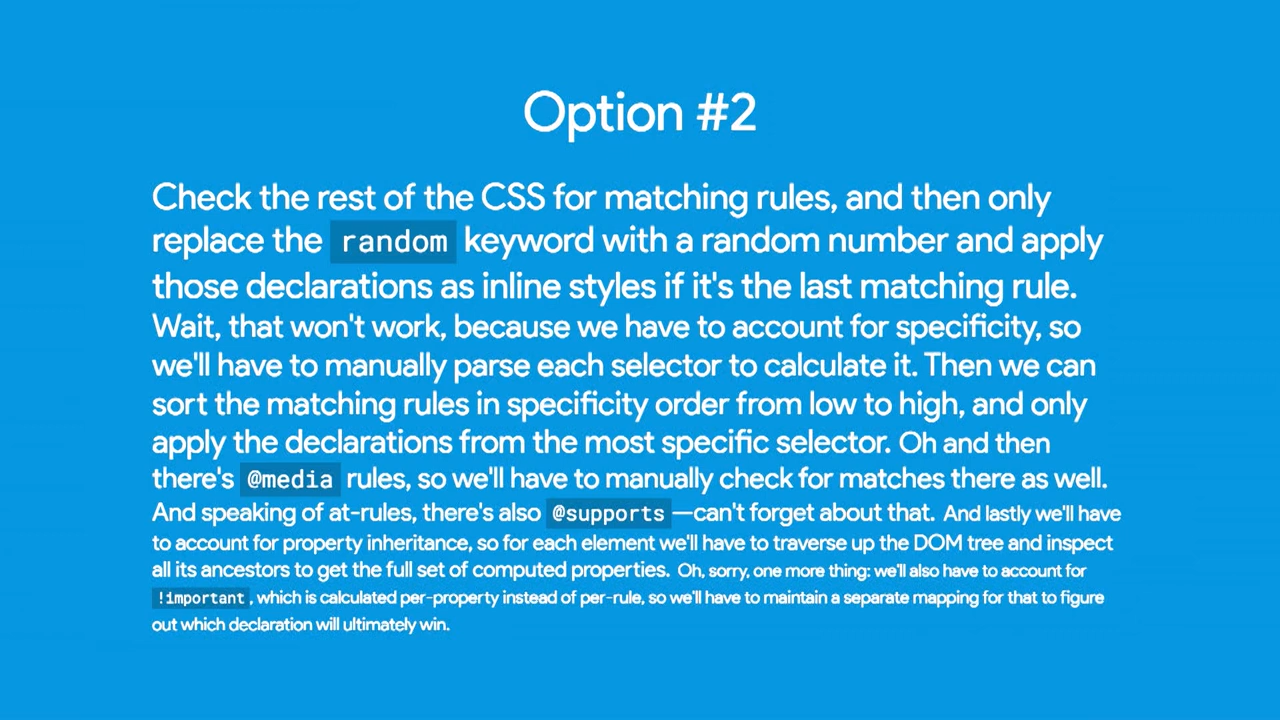 Option #2
Check the rest of the CSS for matching rules, and then only
replace the random keyword with a random number and apply
those declarations as inline styles if it's the last matching rule.
Wait, that won't work, because we have to account for specificity, so
we'll have to manually parse each selector to calculate it. Then we can
sort the matching rules in specificity order from low to high, and only
apply the declarations from the most specific selector. Oh and then
there's @media rules, so we'll have to manually check for matches there as well.
And speaking of at-rules, there's also @supports—can't forget about that. And lastly we'll have
to account for property inheritance, so for each element we'll have to traverse up the DOM tree and inspect
all its ancestors to get the full set of computed properties. Oh, sorry, one more thing: we'll also have to account for
!important, which is calculated per-property instead of per-rule, so we'll have to maintain a separate mapping for that to figure
out which declaration will ultimately win.